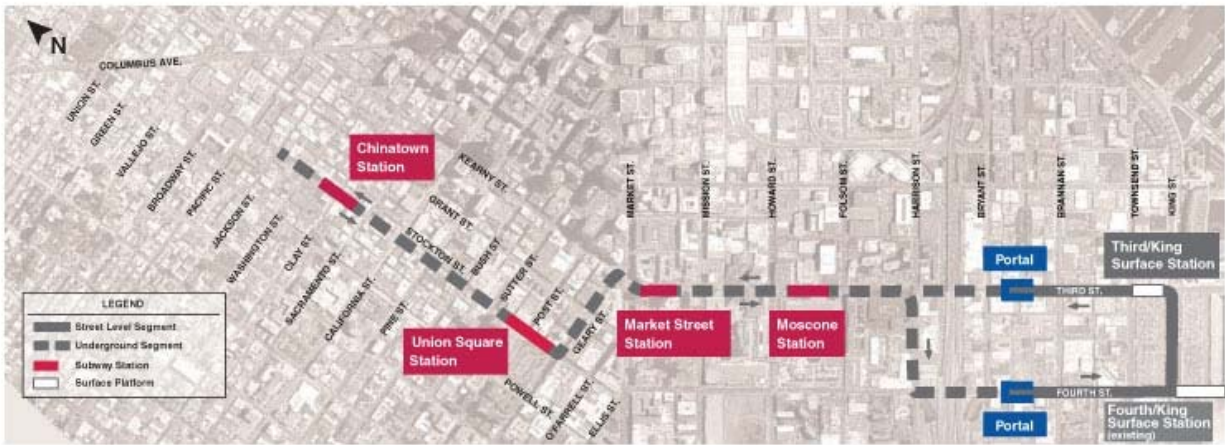 N
COLUMBUS AVE.
UNION ST.
GREEN ST.
VALLEJO ST.
BROADWAY ST.
PACIFIC ST.
JACKSON ST.
WASHINGTON ST.
CLAY ST.
SACRAMENTO ST.
CALIFORNIA ST.
PINE ST.
Chinatown
Station
KEARNY ST.
GRANT ST.
STOCKTON ST.
BUSH ST.
SUTTER ST.
POST ST.
GEARY ST.
Union Square
Station
POWELL ST.
O'FARRELL ST.
ELLIS ST.
MARKET ST.
MISSION ST.
HOWARD ST.
FOLSOM ST.
HARRISON ST.
BRYANT ST.
BRANNAN ST.
TOWNSEND ST.
KING ST.
Market Street
Station
Moscone
Station
Portal
Third/King
Surface Station
THIRD ST.
FOURTH ST.
Portal
Fourth/King
Surface Station
(existing)
LEGEND
Street Level Segment
Underground Segment
Subway Station
Surface Platform